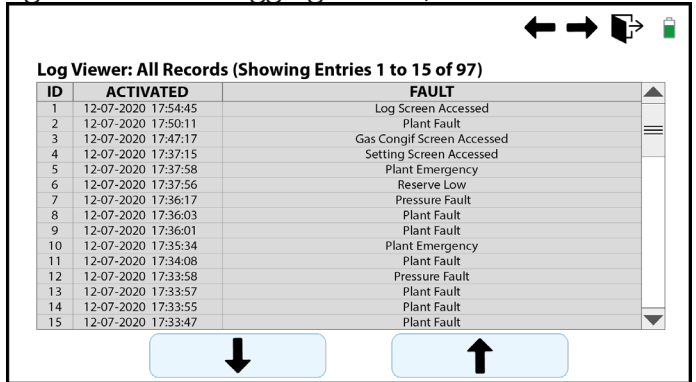 Log Viewer: All Records (Showing Entries 1 to 15 of 97)
ID ACTIVATED FAULT
1 12-07-2020 17:54:45 Log Screen Accessed
2 12-07-2020 17:50:11 Plant Fault
3 12-07-2020 17:47:17 Gas Congif Screen Accessed
4 12-07-2020 17:37:15 Setting Screen Accessed
5 12-07-2020 17:37:58 Plant Emergency
6 12-07-2020 17:37:56 Reserve Low
7 12-07-2020 17:36:17 Pressure Fault
8 12-07-2020 17:36:03 Plant Fault
9 12-07-2020 17:36:01 Plant Fault
10 12-07-2020 17:35:34 Plant Emergency
11 12-07-2020 17:34:08 Plant Fault
12 12-07-2020 17:33:58 Pressure Fault
13 12-07-2020 17:33:57 Plant Fault
14 12-07-2020 17:33:55 Plant Fault
15 12-07-2020 17:33:47 Plant Fault